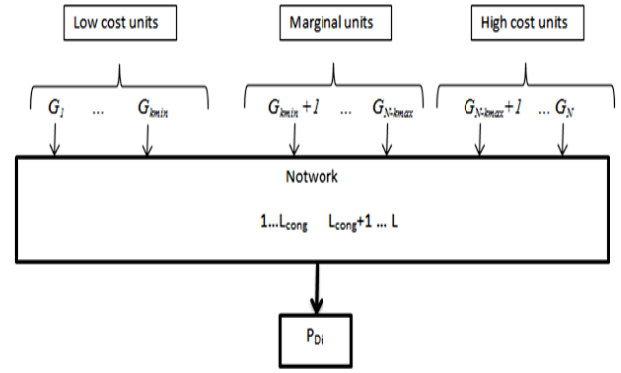 Low cost units Marginal units High cost units
G1 ... Gkmin Gkmin+1 ... GN-kmax GN-kmax+1 ... GN
Notwork
1...Lcong Lcong+1 ... L
PDi